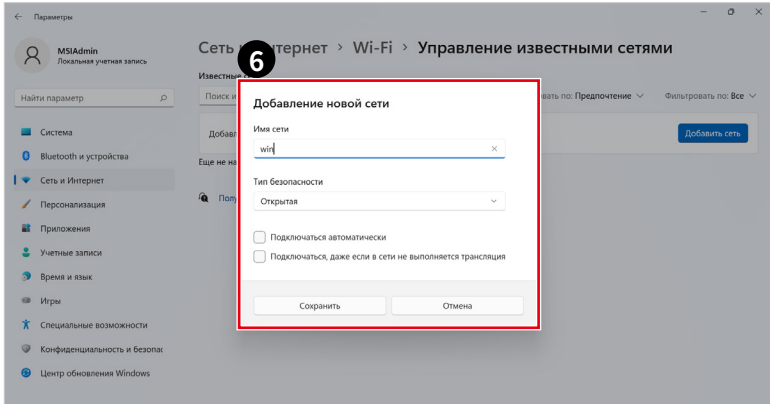 Параметры
MSIAdmin
Локальная учетная запись
Найти параметр
Система
Bluetooth и устройства
Сеть и Интернет
Персонализация
Приложения
Учетные записи
Время и язык
Игры
Специальные возможности
Конфиденциальность и безопас
Центр обновления Windows
Сеть тернет > Wi-Fi > Управление известными сетями
6
Известные с
Поиск и вать по: Предпочтение Фильтровать по: Все
Добавл Добавить сеть
Еще не на
Полу
Добавление новой сети
Имя сети
win
Тип безопасности
Открытая
Подключаться автоматически
Подключаться, даже если в сети не выполняется трансляция
Сохранить Отмена